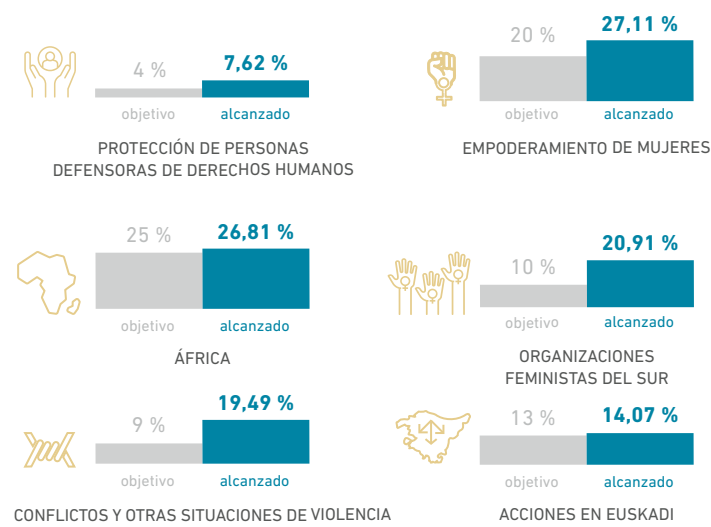 4 %
7,62 %
objetivo
alcanzado
PROTECCIÓN DE PERSONAS
DEFENSORAS DE DERECHOS HUMANOS
20 %
27,11 %
objetivo
alcanzado
EMPODERAMIENTO DE MUJERES
25 %
26,81 %
objetivo
alcanzado
ÁFRICA
10 %
20,91 %
objetivo
alcanzado
ORGANIZACIONES
FEMINISTAS DEL SUR
9 %
19,49 %
objetivo
alcanzado
CONFLICTOS Y OTRAS SITUACIONES DE VIOLENCIA
13 %
14,07 %
objetivo
alcanzado
ACCIONES EN EUSKADI